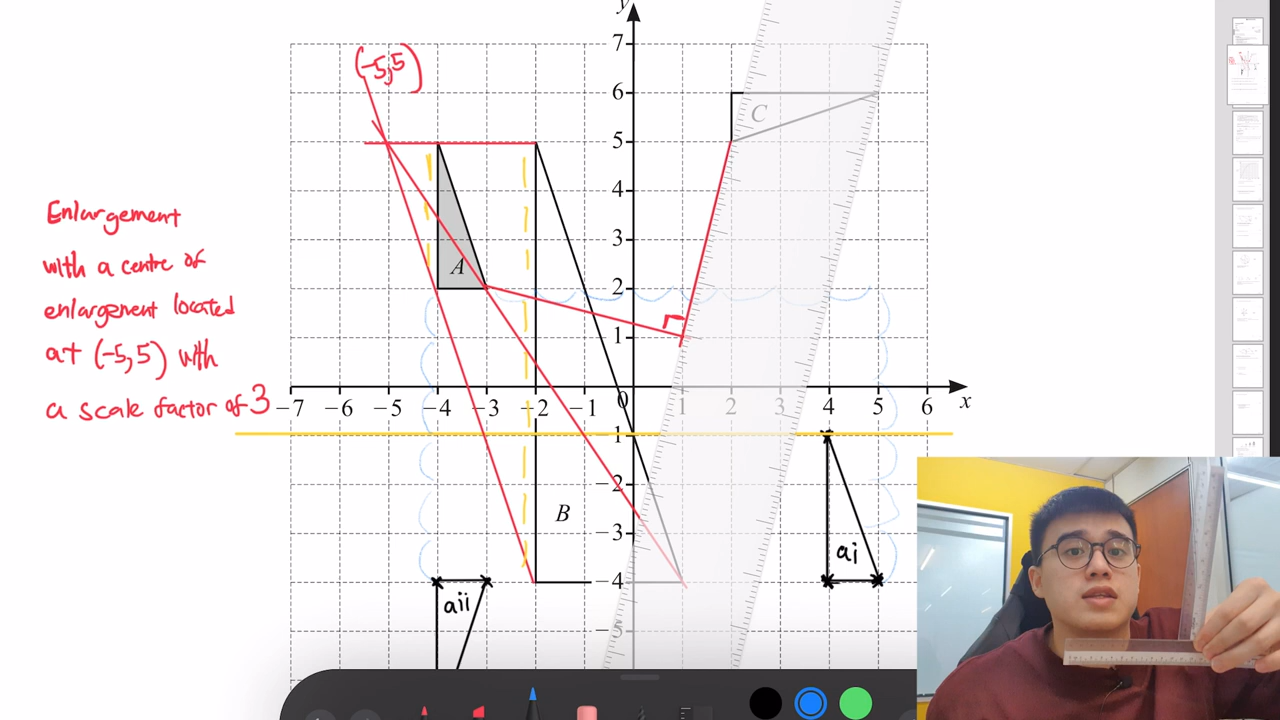 y
(-5,5)
7
6
C
5
4
Enlargement
3
with a centre of
A
2
enlargement located
1
at (-5,5) with
a scale factor of 3
−7 −6 −5 −4 −3 −2 −1 0 1 2 3 4 5 6 x
−1
−2
B
−3
ai
−4
aii
−5